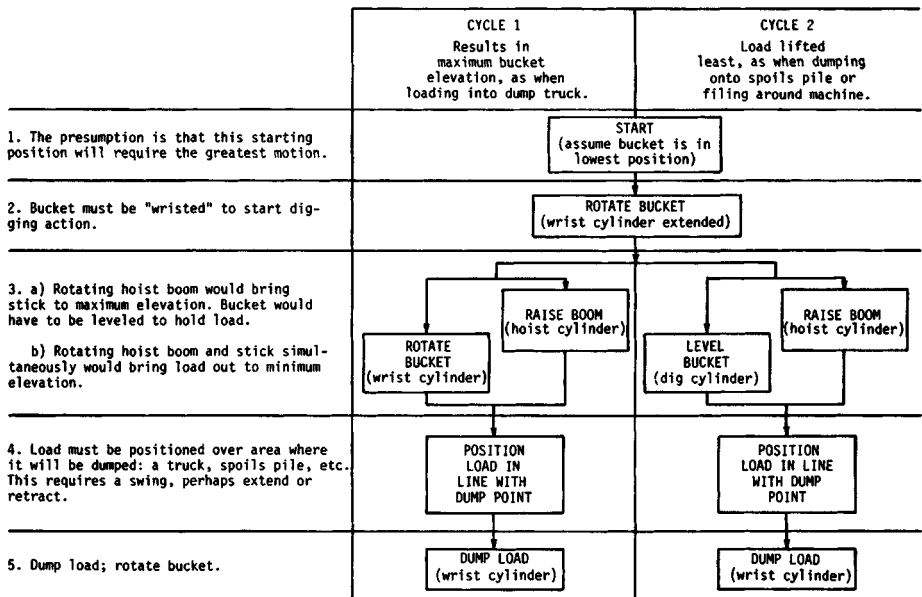 CYCLE 1
Results in
maximum bucket
elevation, as when
loading into dump truck.
CYCLE 2
Load lifted
least, as when dumping
onto spoils pile or
filing around machine.
1. The presumption is that this starting
position will require the greatest motion.
START
(assume bucket is in
lowest position)
2. Bucket must be "wristed" to start dig-
ging action.
ROTATE BUCKET
(wrist cylinder extended)
3. a) Rotating hoist boom would bring
stick to maximum elevation. Bucket would
have to be leveled to hold load.
b) Rotating hoist boom and stick simul-
taneously would bring load out to minimum
elevation.
ROTATE
BUCKET
(wrist cylinder)
RAISE BOOM
(hoist cylinder)
LEVEL
BUCKET
(dig cylinder)
RAISE BOOM
(hoist cylinder)
4. Load must be positioned over area where
it will be dumped: a truck, spoils pile, etc.
This requires a swing, perhaps extend or
retract.
POSITION
LOAD IN
LINE WITH
DUMP POINT
POSITION
LOAD IN LINE
WITH DUMP
POINT
5. Dump load; rotate bucket.
DUMP LOAD
(wrist cylinder)
DUMP LOAD
(wrist cylinder)